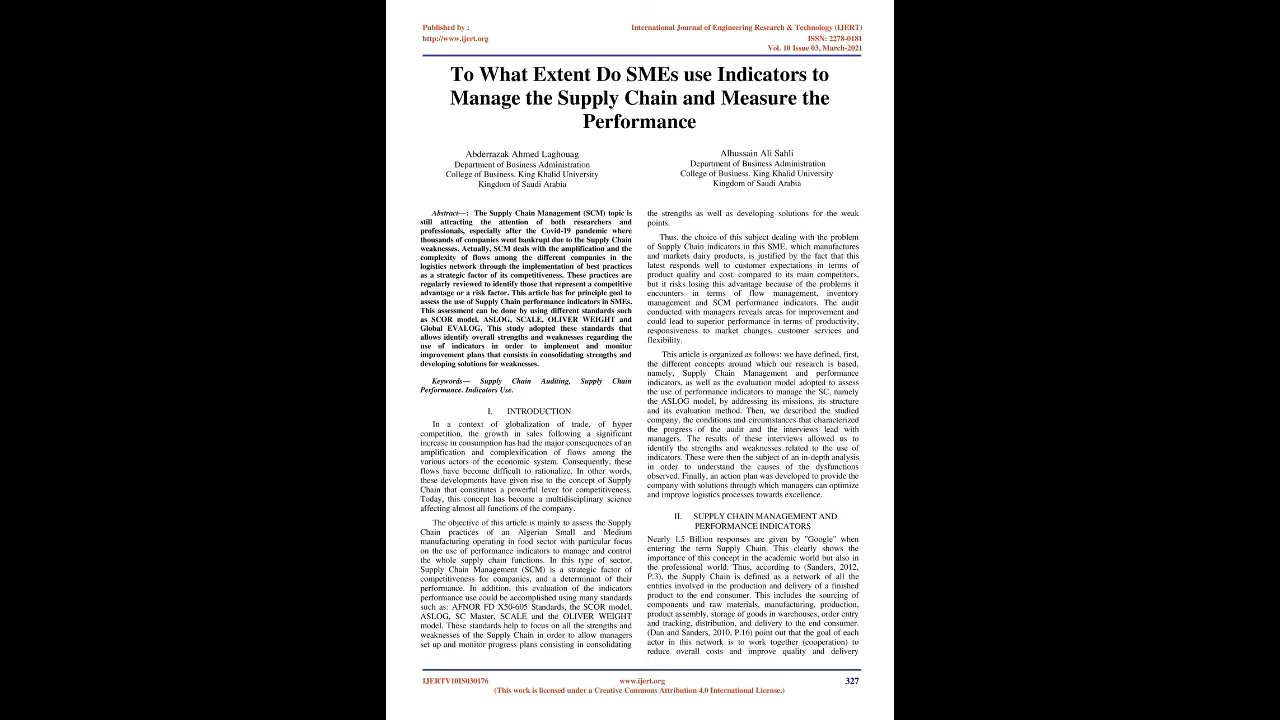 Published by :
http://www.ijert.org
International Journal of Engineering Research & Technology (IJERT)
ISSN: 2278-0181
Vol. 10 Issue 03, March-2021
To What Extent Do SMEs use Indicators to
Manage the Supply Chain and Measure the
Performance
Abderrazak Ahmed Laghouag
Department of Business Administration
College of Business. King Khalid University
Kingdom of Saudi Arabia
Alhussain Ali Sahli
Department of Business Administration
College of Business. King Khalid University
Kingdom of Saudi Arabia
Abstract—: The Supply Chain Management (SCM) topic is
still attracting the attention of both researchers and
professionals, especially after the Covid-19 pandemic where
thousands of companies went bankrupt due to the Supply Chain
weaknesses. Actually, SCM deals with the amplification and the
complexity of flows among the different companies in the
logistics network through the implementation of best practices
as a strategic factor of its competitiveness. These practices are
regularly reviewed to identify those that represent a competitive
advantage or a risk factor. This article has for principle goal to
assess the use of Supply Chain performance indicators in SMEs.
This assessment can be done by using different standards such
as SCOR model, ASLOG, SCALE, OLIVER WEIGHT and
Global EVALOG. This study adopted these standards that
allows identify overall strengths and weaknesses regarding the
use of indicators in order to implement and monitor
improvement plans that consists in consolidating strengths and
developing solutions for weaknesses.
Keywords— Supply Chain Auditing, Supply Chain
Performance. Indicators Use.
I. INTRODUCTION
In a context of globalization of trade, of hyper
competition, the growth in sales following a significant
increase in consumption has had the major consequences of an
amplification and complexification of flows among the
various actors of the economic system. Consequently, these
flows have become difficult to rationalize. In other words,
these developments have given rise to the concept of Supply
Chain that constitutes a powerful lever for competitiveness.
Today, this concept has become a multidisciplinary science
affecting almost all functions of the company.
The objective of this article is mainly to assess the Supply
Chain practices of an Algerian Small and Medium
manufacturing operating in food sector with particular focus
on the use of performance indicators to manage and control
the whole supply chain functions. In this type of sector,
Supply Chain Management (SCM) is a strategic factor of
competitiveness for companies, and a determinant of their
performance. In addition, this evaluation of the indicators
performance use could be accomplished using many standards
such as: AFNOR FD X50-605 Standards, the SCOR model,
ASLOG, SC Master, SCALE and the OLIVER WEIGHT
model. These standards help to focus on all the strengths and
weaknesses of the Supply Chain in order to allow managers
set up and monitor progress plans consisting in consolidating
the strengths as well as developing solutions for the weak
points.
Thus, the choice of this subject dealing with the problem
of Supply Chain indicators in this SME, which manufactures
and markets dairy products, is justified by the fact that this
latest responds well to customer expectations in terms of
product quality and cost. compared to its main competitors,
but it risks losing this advantage because of the problems it
encounters in terms of flow management, inventory
management and SCM performance indicators. The audit
conducted with managers reveals areas for improvement and
could lead to superior performance in terms of productivity,
responsiveness to market changes, customer services and
flexibility.
This article is organized as follows: we have defined, first,
the different concepts around which our research is based,
namely, Supply Chain Management and performance
indicators, as well as the evaluation model adopted to assess
the use of performance indicators to manage the SC, namely
the ASLOG model, by addressing its missions, its structure
and its evaluation method. Then, we described the studied
company, the conditions and circumstances that characterized
the progress of the audit and the interviews lead with
managers. The results of these interviews allowed us to
identify the strengths and weaknesses related to the use of
indicators. These were then the subject of an in-depth analysis
in order to understand the causes of the dysfunctions
observed. Finally, an action plan was developed to provide the
company with solutions through which managers can optimize
and improve logistics processes towards excellence.
II. SUPPLY CHAIN MANAGEMENT AND
PERFORMANCE INDICATORS
Nearly 1.5 Billion responses are given by "Google" when
entering the term Supply Chain. This clearly shows the
importance of this concept in the academic world but also in
the professional world. Thus, according to (Sanders, 2012,
P.3), the Supply Chain is defined as a network of all the
entities involved in the production and delivery of a finished
product to the end consumer. This includes the sourcing of
components and raw materials, manufacturing, production,
product assembly, storage of goods in warehouses, order entry
and tracking, distribution, and delivery to the end consumer.
(Dan and Sanders, 2010, P.16) point out that the goal of each
actor in this network is to work together (cooperation) to
reduce overall costs and improve quality and delivery
IJERTV10IS030176
www.ijert.org
327
(This work is licensed under a Creative Commons Attribution 4.0 International License.)